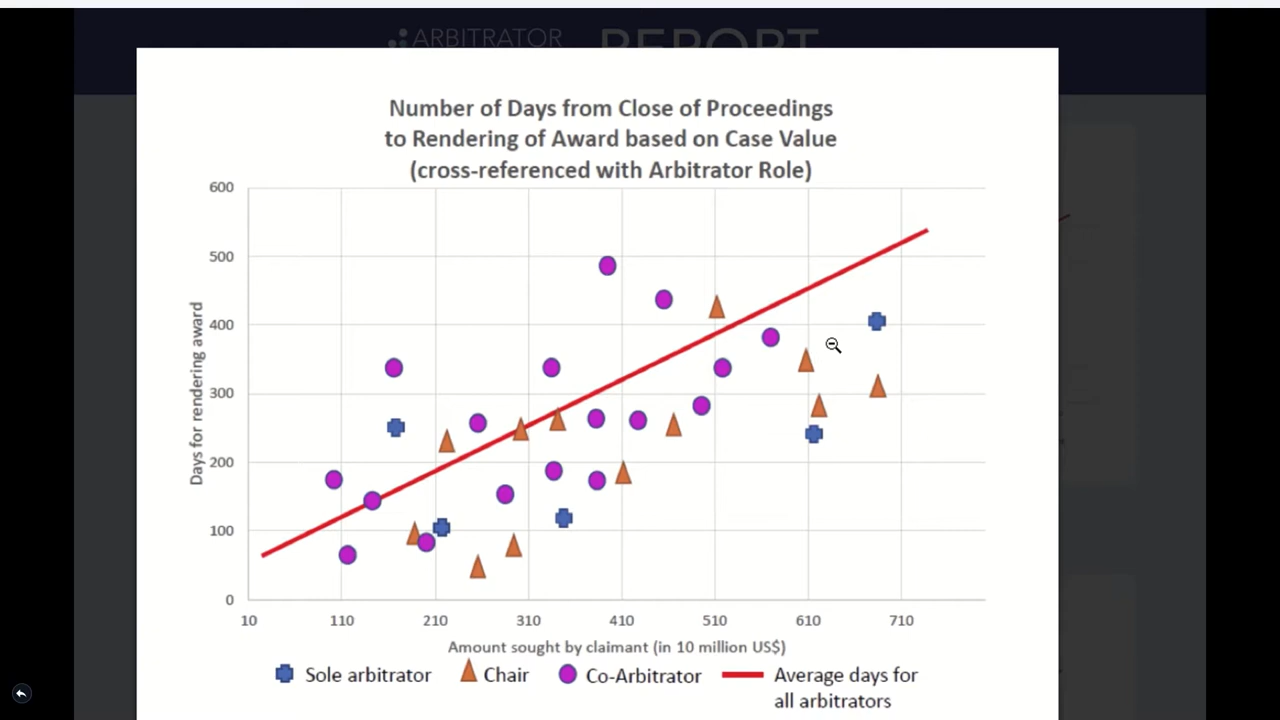 ARBITRATOR REPORT
Number of Days from Close of Proceedings
to Rendering of Award based on Case Value
(cross-referenced with Arbitrator Role)
600
500
400
300
200
100
0
Days for rendering award
10 110 210 310 410 510 610 710
Amount sought by claimant (in 10 million US$)
Sole arbitrator
Chair
Co-Arbitrator
Average days for
all arbitrators